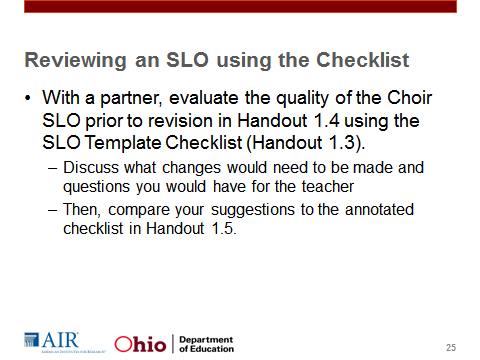 Reviewing an SLO using the Checklist
• With a partner, evaluate the quality of the Choir
SLO prior to revision in Handout 1.4 using the
SLO Template Checklist (Handout 1.3).
– Discuss what changes would need to be made and
questions you would have for the teacher
– Then, compare your suggestions to the annotated
checklist in Handout 1.5.
AIR
AMERICAN INSTITUTES FOR RESEARCH
Ohio
Department
of Education
25